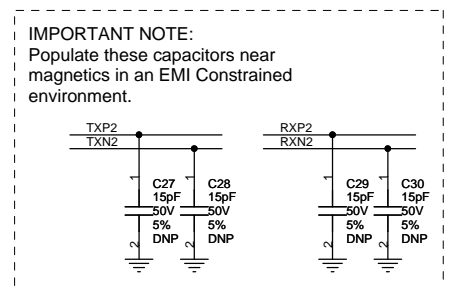 IMPORTANT NOTE:
Populate these capacitors near
magnetics in an EMI Constrained
environment.
TXP2
TXN2
RXP2
RXN2
1
C27
15pF
50V
5%
DNP
2
1
C28
15pF
50V
5%
DNP
2
1
C29
15pF
50V
5%
DNP
2
1
C30
15pF
50V
5%
DNP
2